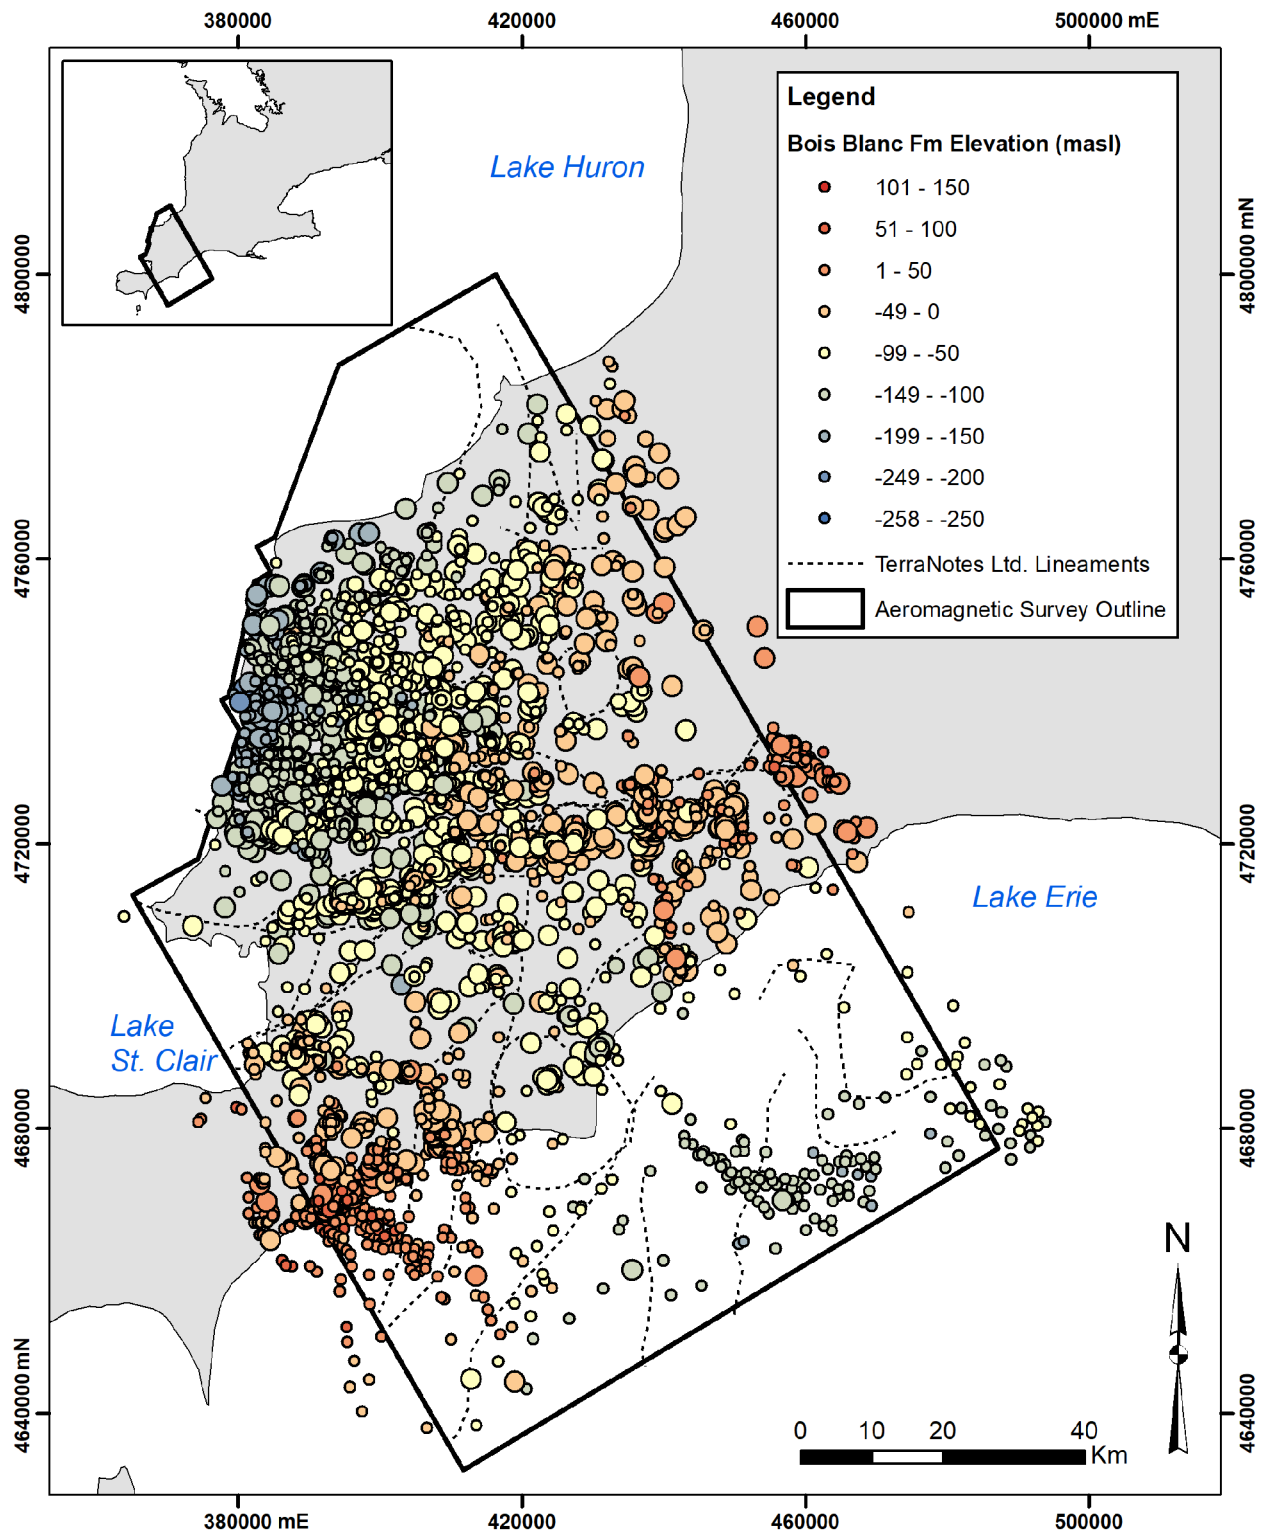 380000
420000
460000
500000 mE
Legend
Bois Blanc Fm Elevation (masl)
101 - 150
51 - 100
1 - 50
-49 - 0
-99 - -50
-149 - -100
-199 - -150
-249 - -200
-258 - -250
TerraNotes Ltd. Lineaments
Aeromagnetic Survey Outline
Lake Huron
4800000
4800000 mN
4760000
4760000
4720000
4720000
Lake Erie
Lake
St. Clair
4680000
4680000
N
4640000 mN
4640000
0
10
20
40
Km
380000 mE
420000
460000
500000